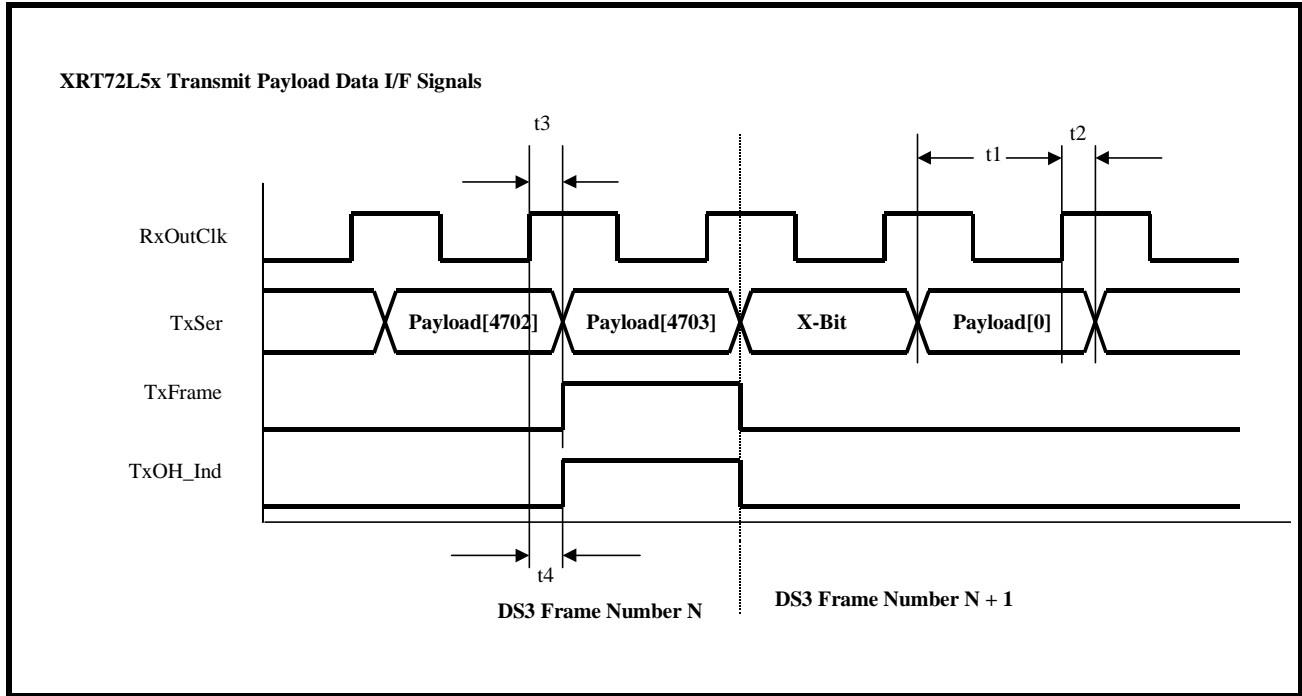 XRT72L5x Transmit Payload Data I/F Signals
t3
t2
t1
RxOutClk
TxSer
Payload[4702]
Payload[4703]
X-Bit
Payload[0]
TxFrame
TxOH_Ind
t4
DS3 Frame Number N
DS3 Frame Number N + 1